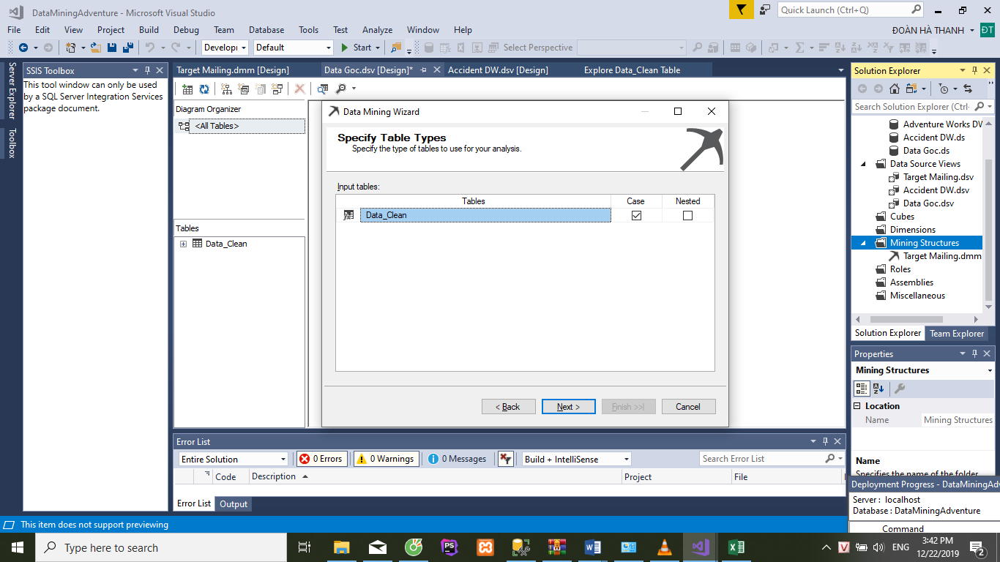 DataMiningAdventure - Microsoft Visual Studio
Quick Launch (Ctrl+Q)
File Edit View Project Build Debug Team Database Tools Test Analyze Window Help
ĐOÀN HÀ THANH ĐT
Develop Default Start Select Perspective
Server Explorer
Toolbox
SSIS Toolbox
This tool window can only be used
by a SQL Server Integration Services
package document.
Target Mailing.dmm [Design] Data Goc.dsv [Design]* Accident DW.dsv [Design] Explore Data_Clean Table
Diagram Organizer
<All Tables>
Tables
Data_Clean
Data Mining Wizard
Specify Table Types
Specify the type of tables to use for your analysis.
Input tables:
Tables Case Nested
Data_Clean
< Back Next > Finish >>| Cancel
Solution Explorer
Search Solution Explorer (Ctrl-
Adventure Works DW
Accident DW.ds
Data Goc.ds
Data Source Views
Target Mailing.dsv
Accident DW.dsv
Data Goc.dsv
Cubes
Dimensions
Mining Structures
Target Mailing.dmm
Roles
Assemblies
Miscellaneous
Solution Explorer Team Explorer
Properties
Mining Structures
Location
Name Mining Structures
Name
Specifies the name of the folder
Error List
Entire Solution 0 Errors 0 Warnings 0 Messages Build + IntelliSense Search Error List
Code Description Project File
Error List Output
Deployment Progress - DataMiningAdv
Server : localhost
Database : DataMiningAdventure
Command
This item does not support previewing
Type here to search
ENG
3:42 PM
12/22/2019
2